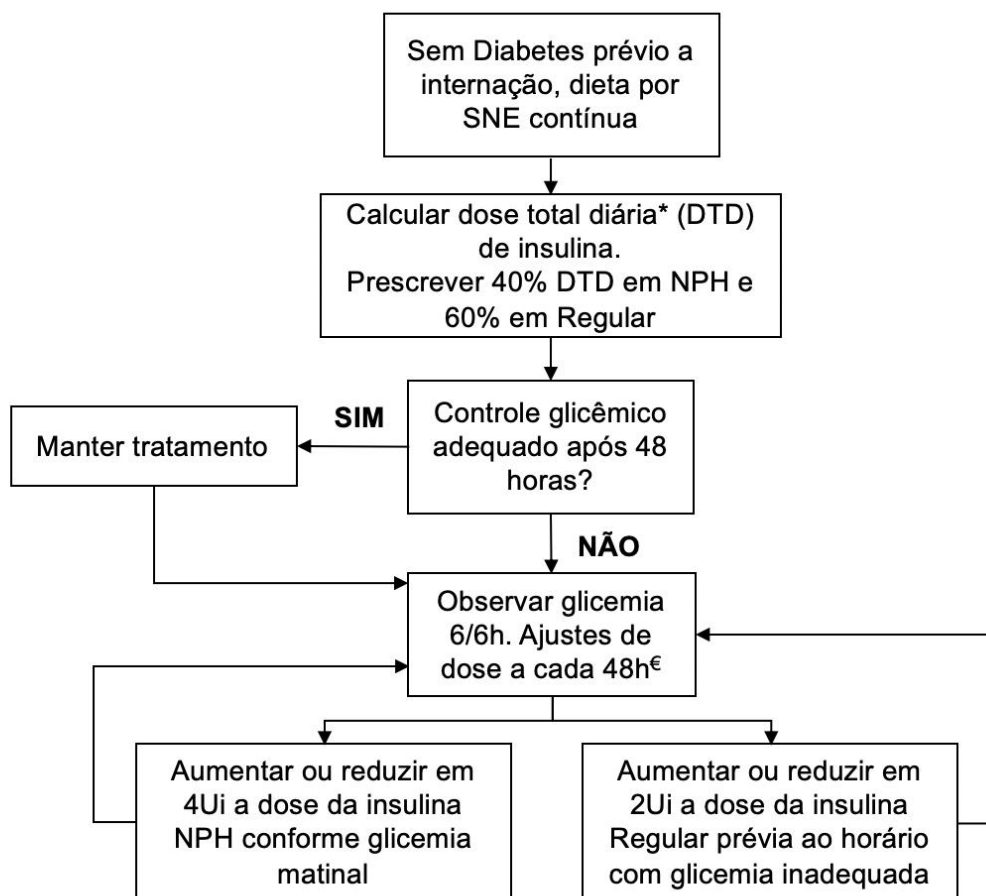 Sem Diabetes prévio a
internação, dieta por
SNE contínua
Calcular dose total diária* (DTD)
de insulina.
Prescrever 40% DTD em NPH e
60% em Regular
SIM
Controle glicêmico
adequado após 48
horas?
Manter tratamento
NÃO
Observar glicemia
6/6h. Ajustes de
dose a cada 48h€
Aumentar ou reduzir em
4Ui a dose da insulina
NPH conforme glicemia
matinal
Aumentar ou reduzir em
2Ui a dose da insulina
Regular prévia ao horário
com glicemia inadequada